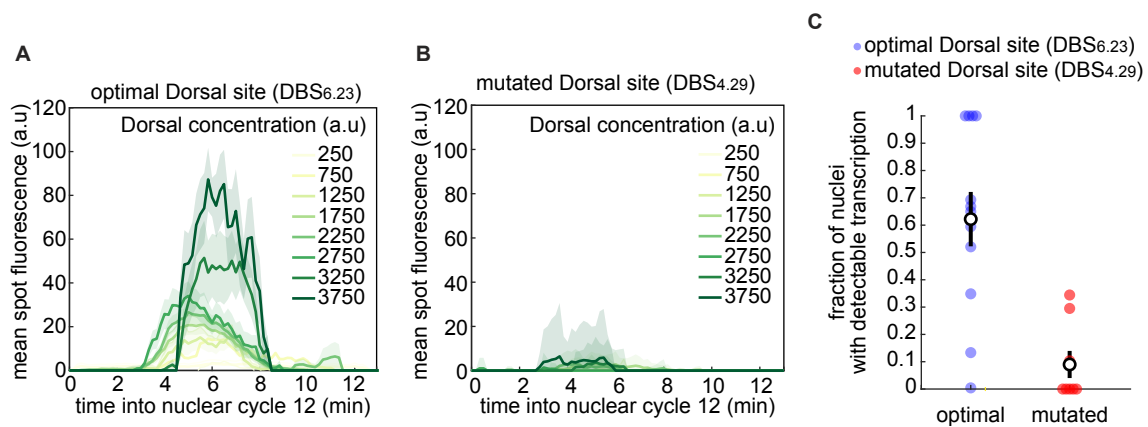 A
optimal Dorsal site (DBS6.23)
Dorsal concentration (a.u)
250
750
1250
1750
2250
2750
3250
3750
mean spot fluorescence (a.u)
120
100
80
60
40
20
0
0 2 4 6 8 10 12
time into nuclear cycle 12 (min)
B
mutated Dorsal site (DBS4.29)
Dorsal concentration (a.u)
250
750
1250
1750
2250
2750
3250
3750
mean spot fluorescence (a.u)
120
100
80
60
40
20
0
0 2 4 6 8 10 12
time into nuclear cycle 12 (min)
C
optimal Dorsal site (DBS6.23)
mutated Dorsal site (DBS4.29)
fraction of nuclei
with detectable transcription
1
0.9
0.8
0.7
0.6
0.5
0.4
0.3
0.2
0.1
0
optimal mutated